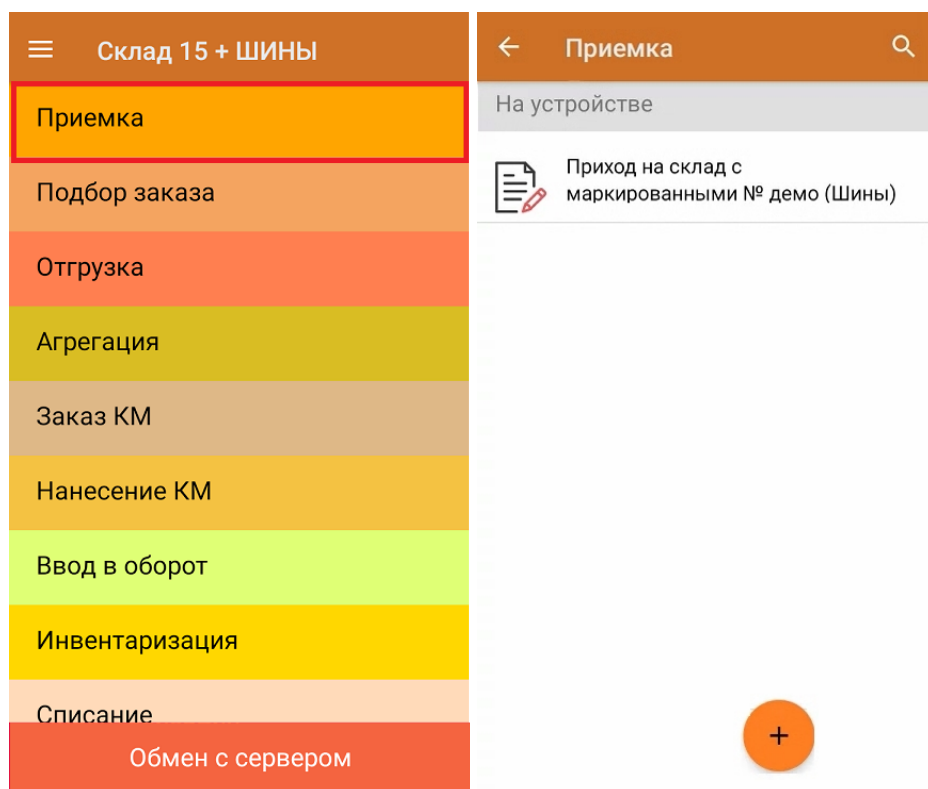 Склад 15 + ШИНЫ
Приемка
Подбор заказа
Отгрузка
Агрегация
Заказ КМ
Нанесение КМ
Ввод в оборот
Инвентаризация
Списание
Обмен с сервером
Приемка
На устройстве
Приход на склад с
маркированными № демо (Шины)
+